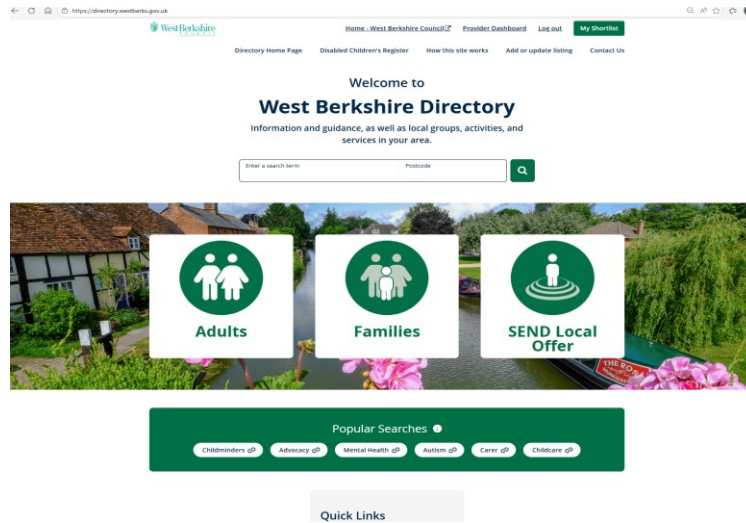 https://directory.westberks.gov.uk
West Berkshire
COUNCIL
Home - West Berkshire Council
Provider Dashboard
Log out
My Shortlist
Directory Home Page
Disabled Children's Register
How this site works
Add or update listing
Contact Us
Welcome to
West Berkshire Directory
Information and guidance, as well as local groups, activities, and
services in your area.
Enter a search term
Postcode
Adults
Families
SEND Local
Offer
THE ROSE
Popular Searches
Childminders
Advocacy
Mental Health
Autism
Carer
Childcare
Quick Links